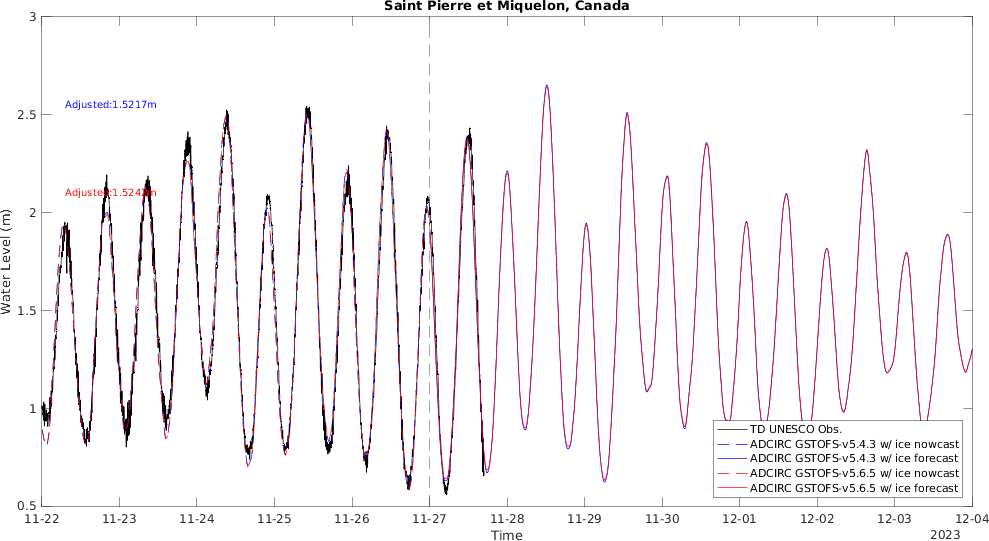 Saint Pierre et Miquelon, Canada
3
2.5
2
1.5
1
0.5
Water Level (m)
Adjusted:1.5217m
TD UNESCO Obs.
ADCIRC GSTOFS-v5.4.3 w/ ice nowcast
ADCIRC GSTOFS-v5.4.3 w/ ice forecast
ADCIRC GSTOFS-v5.6.5 w/ ice nowcast
ADCIRC GSTOFS-v5.6.5 w/ ice forecast
11-22
11-23
11-24
11-25
11-26
11-27
11-28
11-29
11-30
12-01
12-02
12-03
12-04
Time
2023